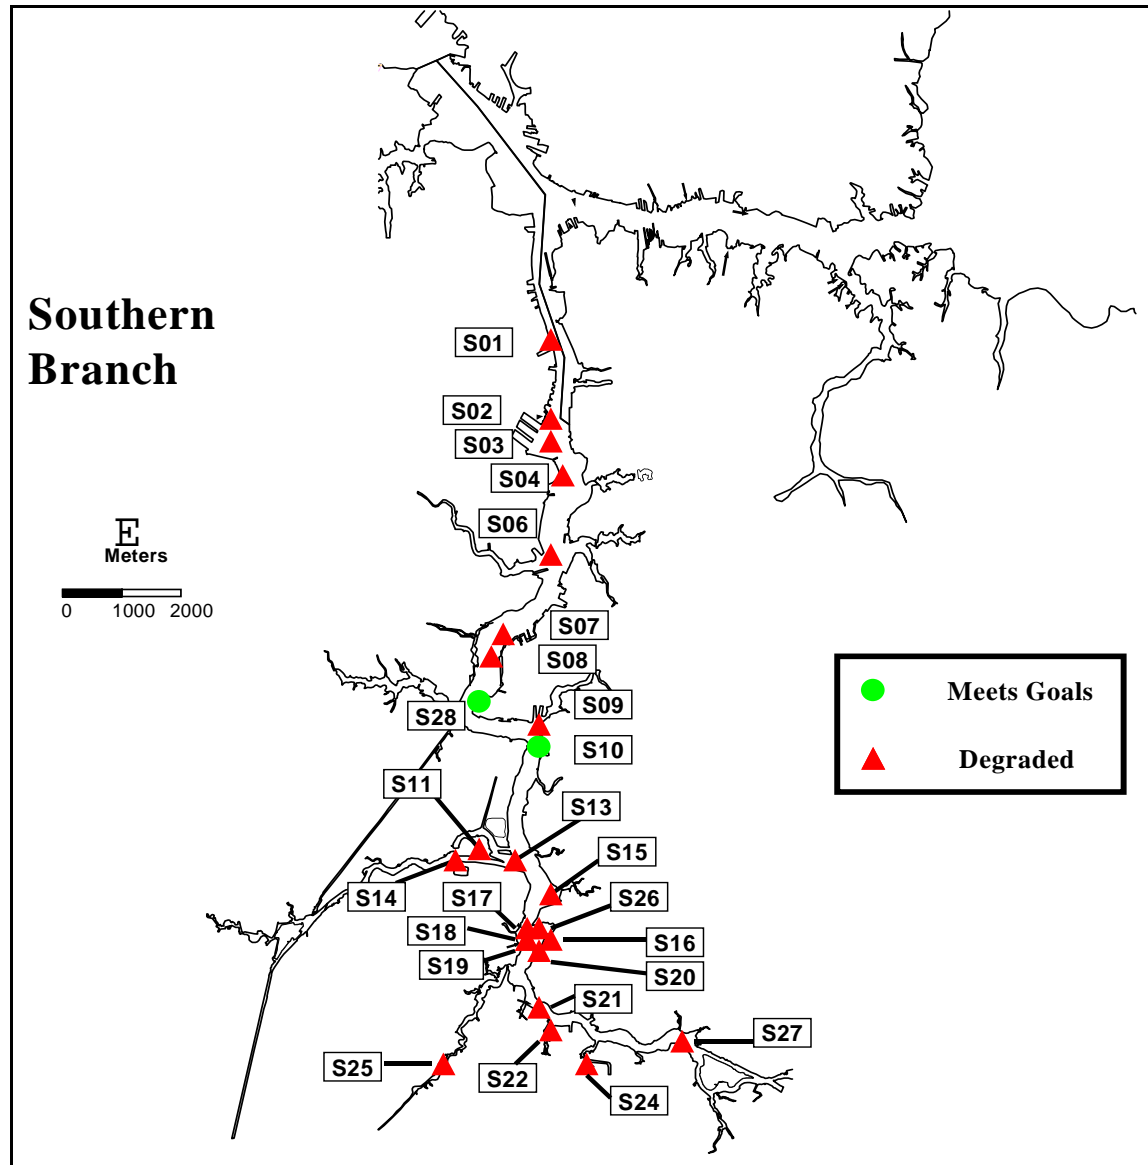 Southern
Branch
S01
S02
S03
S04
S06
E
Meters
0 1000 2000
S07
S08
S09
S28
S10
Meets Goals
Degraded
S11
S13
S15
S14
S17
S26
S18
S16
S19
S20
S21
S27
S25
S22
S24